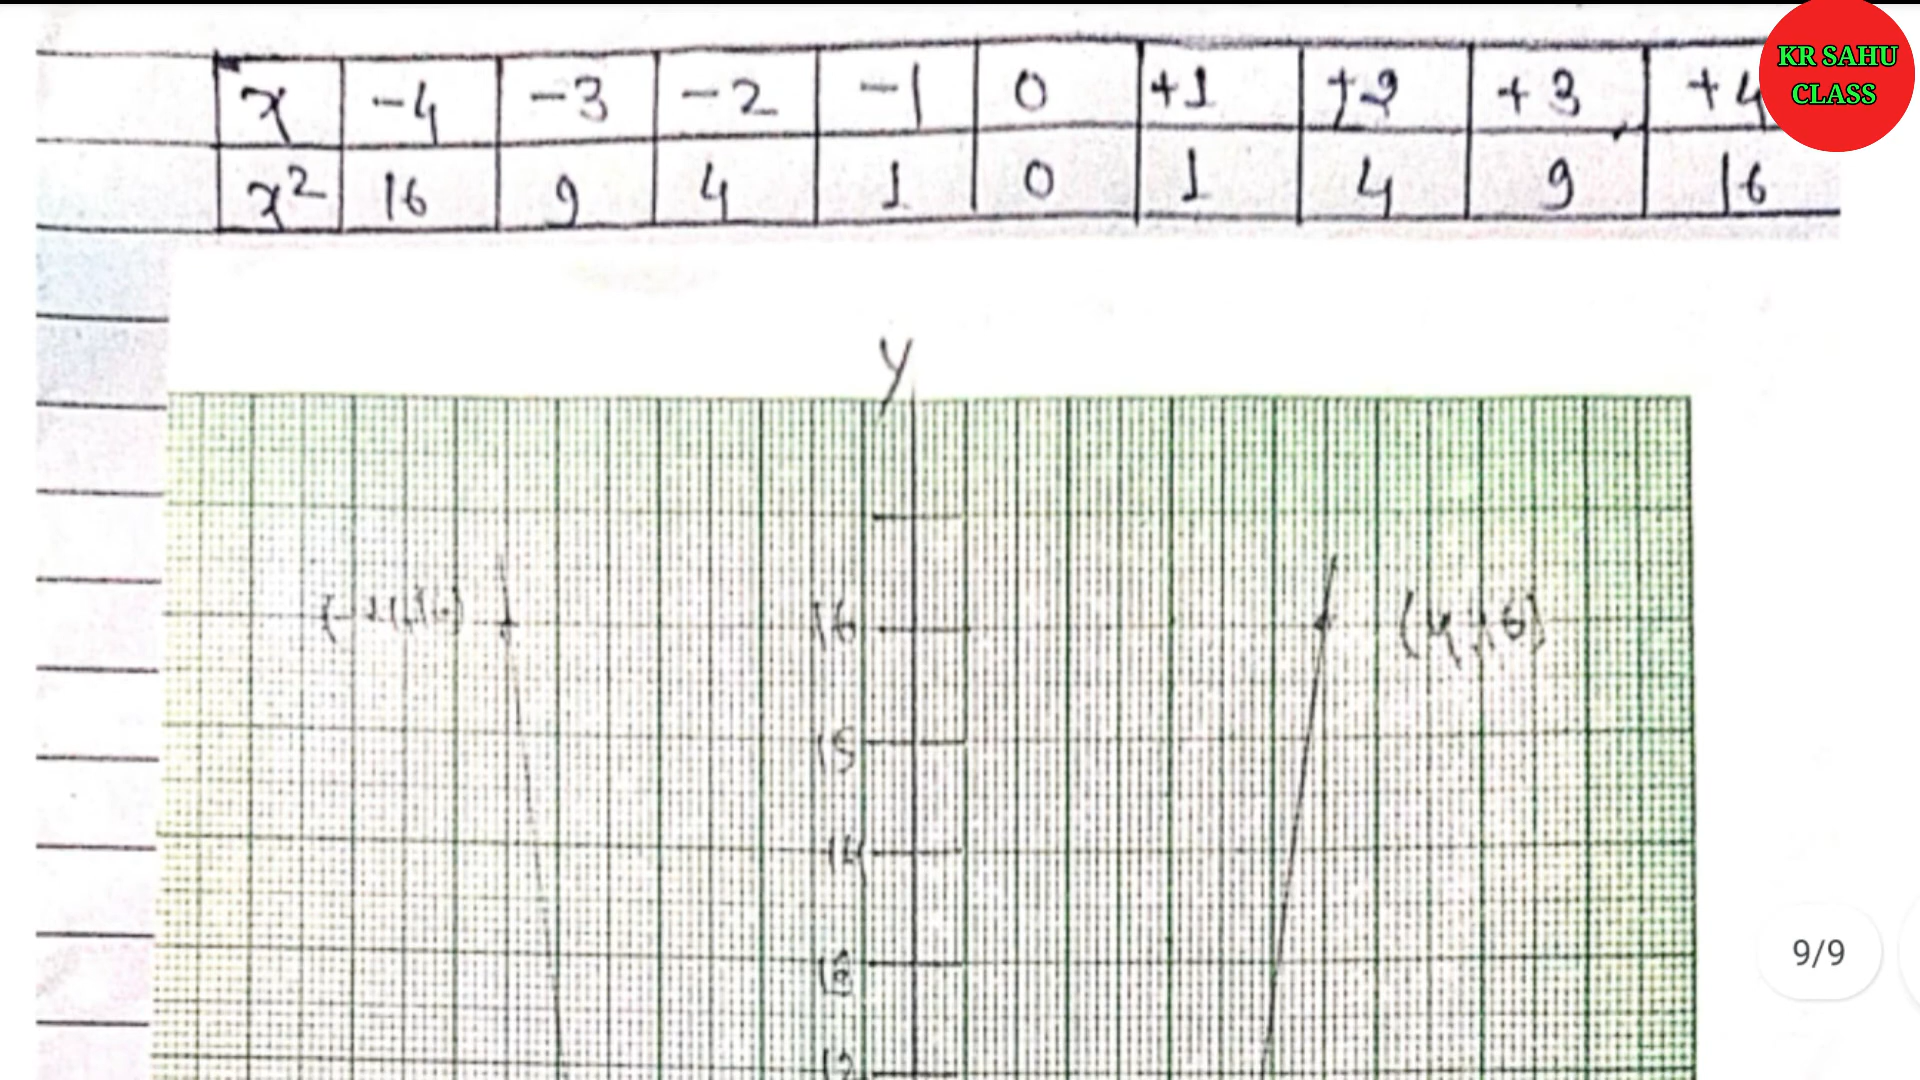 KR SAHU
CLASS
x -4 -3 -2 -1 0 +1 +2 +3 +4
x² 16 9 4 1 0 1 4 9 16
y
16 (4, 16)
15
14
13
12
9/9